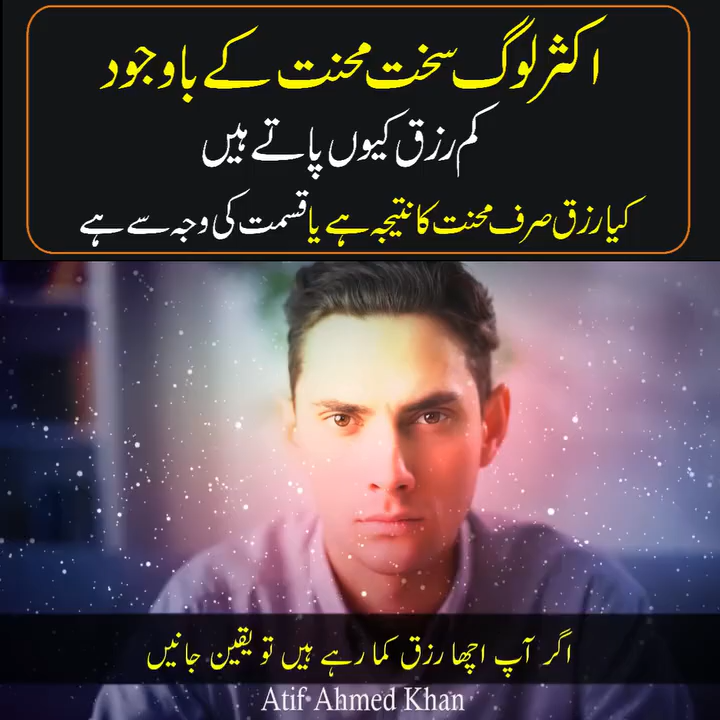 اکثر لوگ سخت محنت کے باوجود
کم رزق کیوں پاتے ہیں
کیا رزق صرف محنت کا نتیجہ ہے یا قسمت کی وجہ سے ہے
اگر آپ اچھا رزق کما رہے ہیں تو یقین جانیں
Atif Ahmed Khan